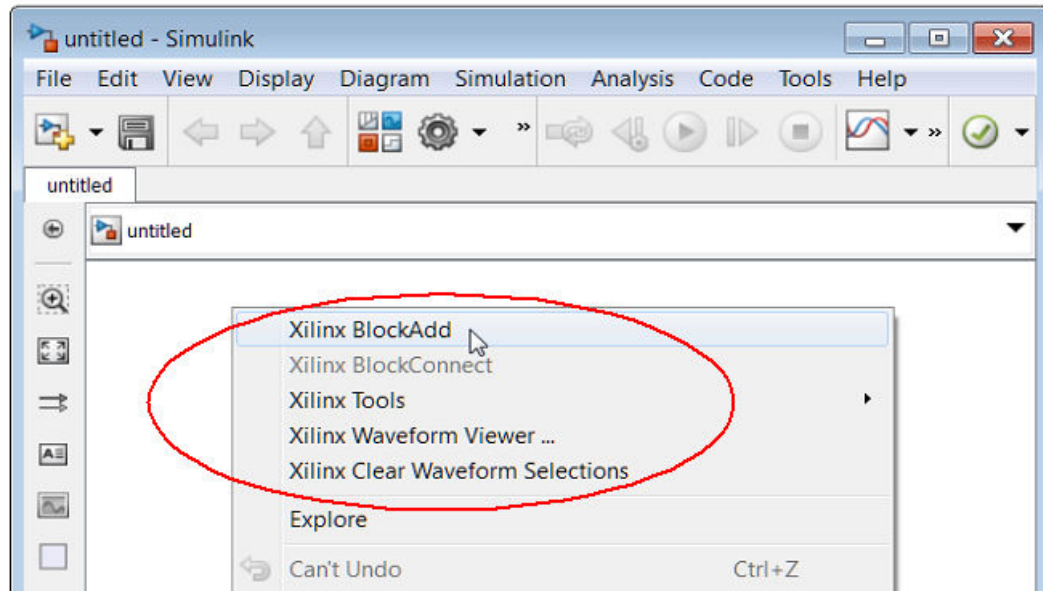 untitled - Simulink
File Edit View Display Diagram Simulation Analysis Code Tools Help
» »
untitled
untitled
Xilinx BlockAdd
Xilinx BlockConnect
Xilinx Tools
Xilinx Waveform Viewer ...
Xilinx Clear Waveform Selections
Explore
Can't Undo Ctrl+Z